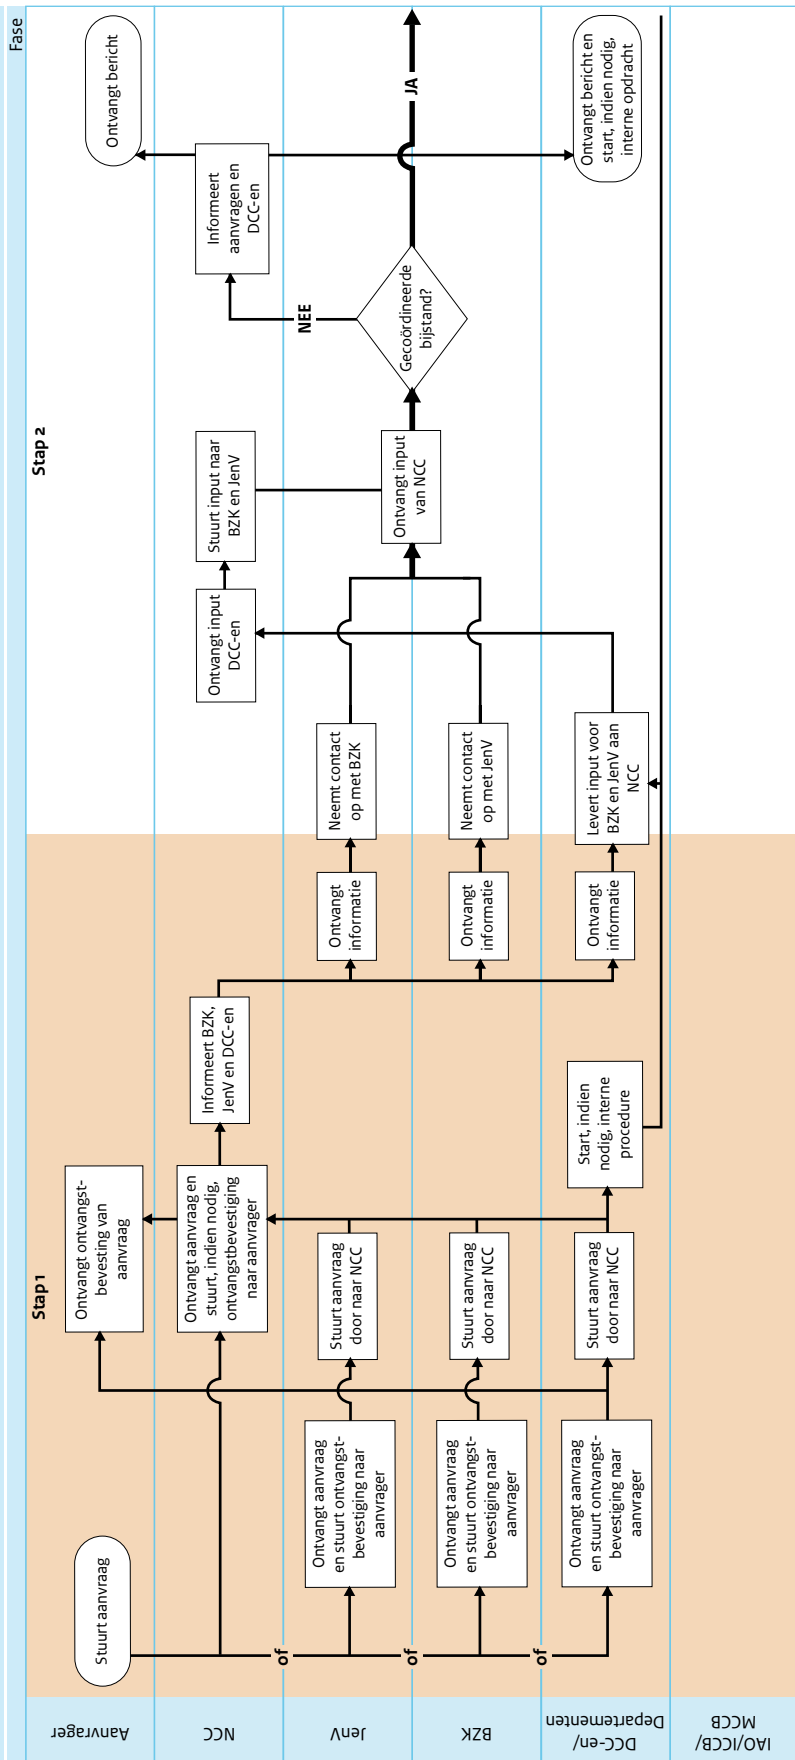 Fase
Stap 1
Stap 2
Aanvrager
Stuurt aanvraag
Ontvangt ontvangst-
bevesting van
aanvraag
Ontvangt bericht
NCC
Ontvangt aanvraag en
stuurt, indien nodig,
ontvangstbevestiging
naar aanvrager
Informeert BZK,
JenV en DCC-en
Ontvangt input
DCC-en
Stuurt input naar
BZK en JenV
Informeert
aanvragen en
DCC-en
of
JenV
Ontvangt aanvraag
en stuurt ontvangst-
bevestiging naar
aanvrager
Stuurt aanvraag
door naar NCC
Ontvangt
informatie
Neemt contact
op met BZK
NEE
of
Ontvangt input
van NCC
Gecoördineerde
bijstand?
JA
BZK
Ontvangt aanvraag
en stuurt ontvangst-
bevestiging naar
aanvrager
Stuurt aanvraag
door naar NCC
Ontvangt
informatie
Neemt contact
op met JenV
of
DCC-en/
Departementen
Ontvangt aanvraag
en stuurt ontvangst-
bevestiging naar
aanvrager
Stuurt aanvraag
door naar NCC
Start, indien
nodig, interne
procedure
Ontvangt
informatie
Levert input voor
BZK en JenV aan
NCC
Ontvangt bericht en
start, indien nodig,
interne opdracht
IAO/ICCB/
MCCB